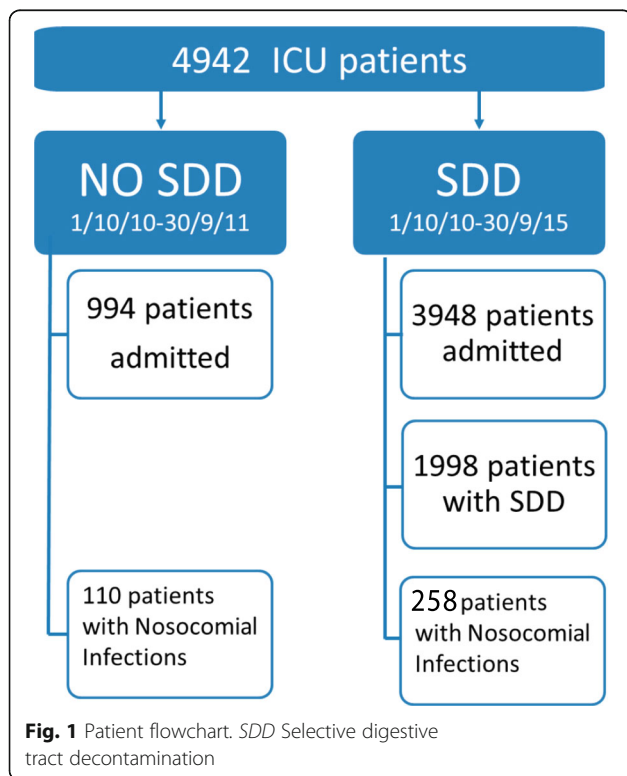 4942 ICU patients
NO SDD
1/10/10-30/9/11
SDD
1/10/10-30/9/15
994 patients
admitted
3948 patients
admitted
1998 patients
with SDD
110 patients
with Nosocomial
Infections
258 patients
with Nosocomial
Infections
Fig. 1 Patient flowchart. SDD Selective digestive
tract decontamination